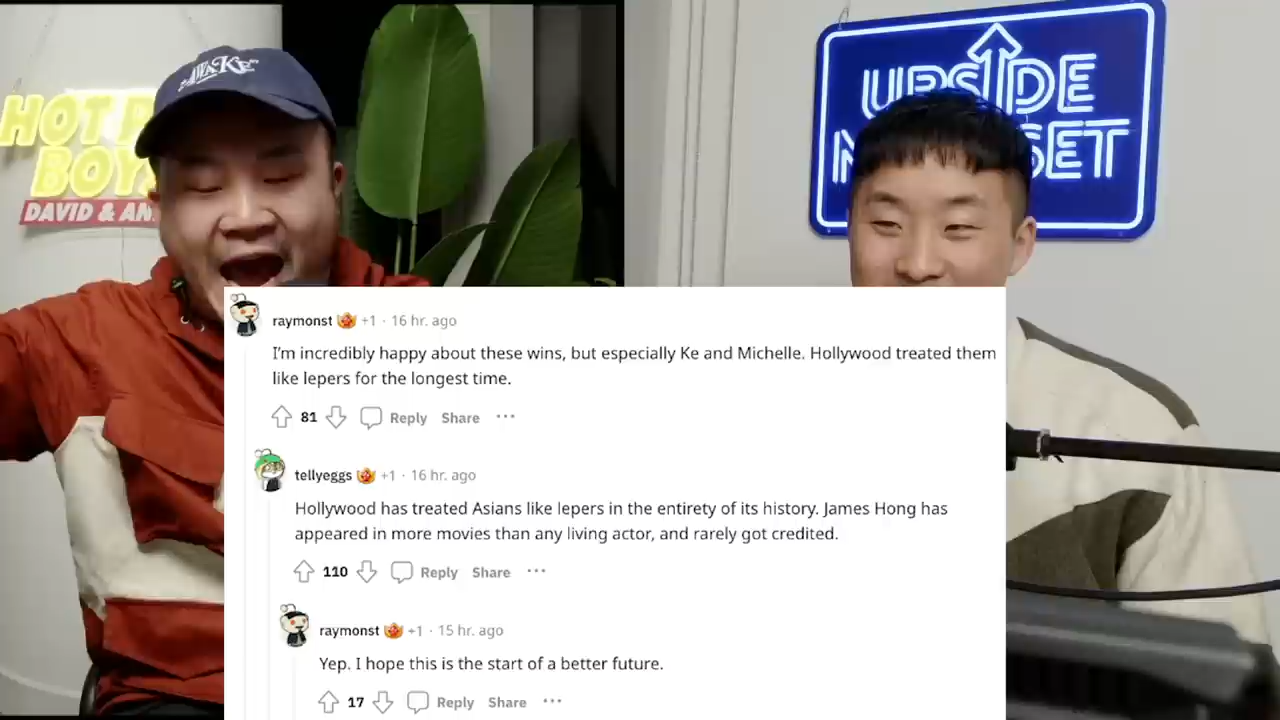 AWAKE
HOT
BOY
DAVID & AN
UPSIDE
SET
raymonst +1 · 16 hr. ago
I'm incredibly happy about these wins, but especially Ke and Michelle. Hollywood treated them
like lepers for the longest time.
81 Reply Share ···
tellyeggs +1 · 16 hr. ago
Hollywood has treated Asians like lepers in the entirety of its history. James Hong has
appeared in more movies than any living actor, and rarely got credited.
110 Reply Share ···
raymonst +1 · 15 hr. ago
Yep. I hope this is the start of a better future.
17 Reply Share ···